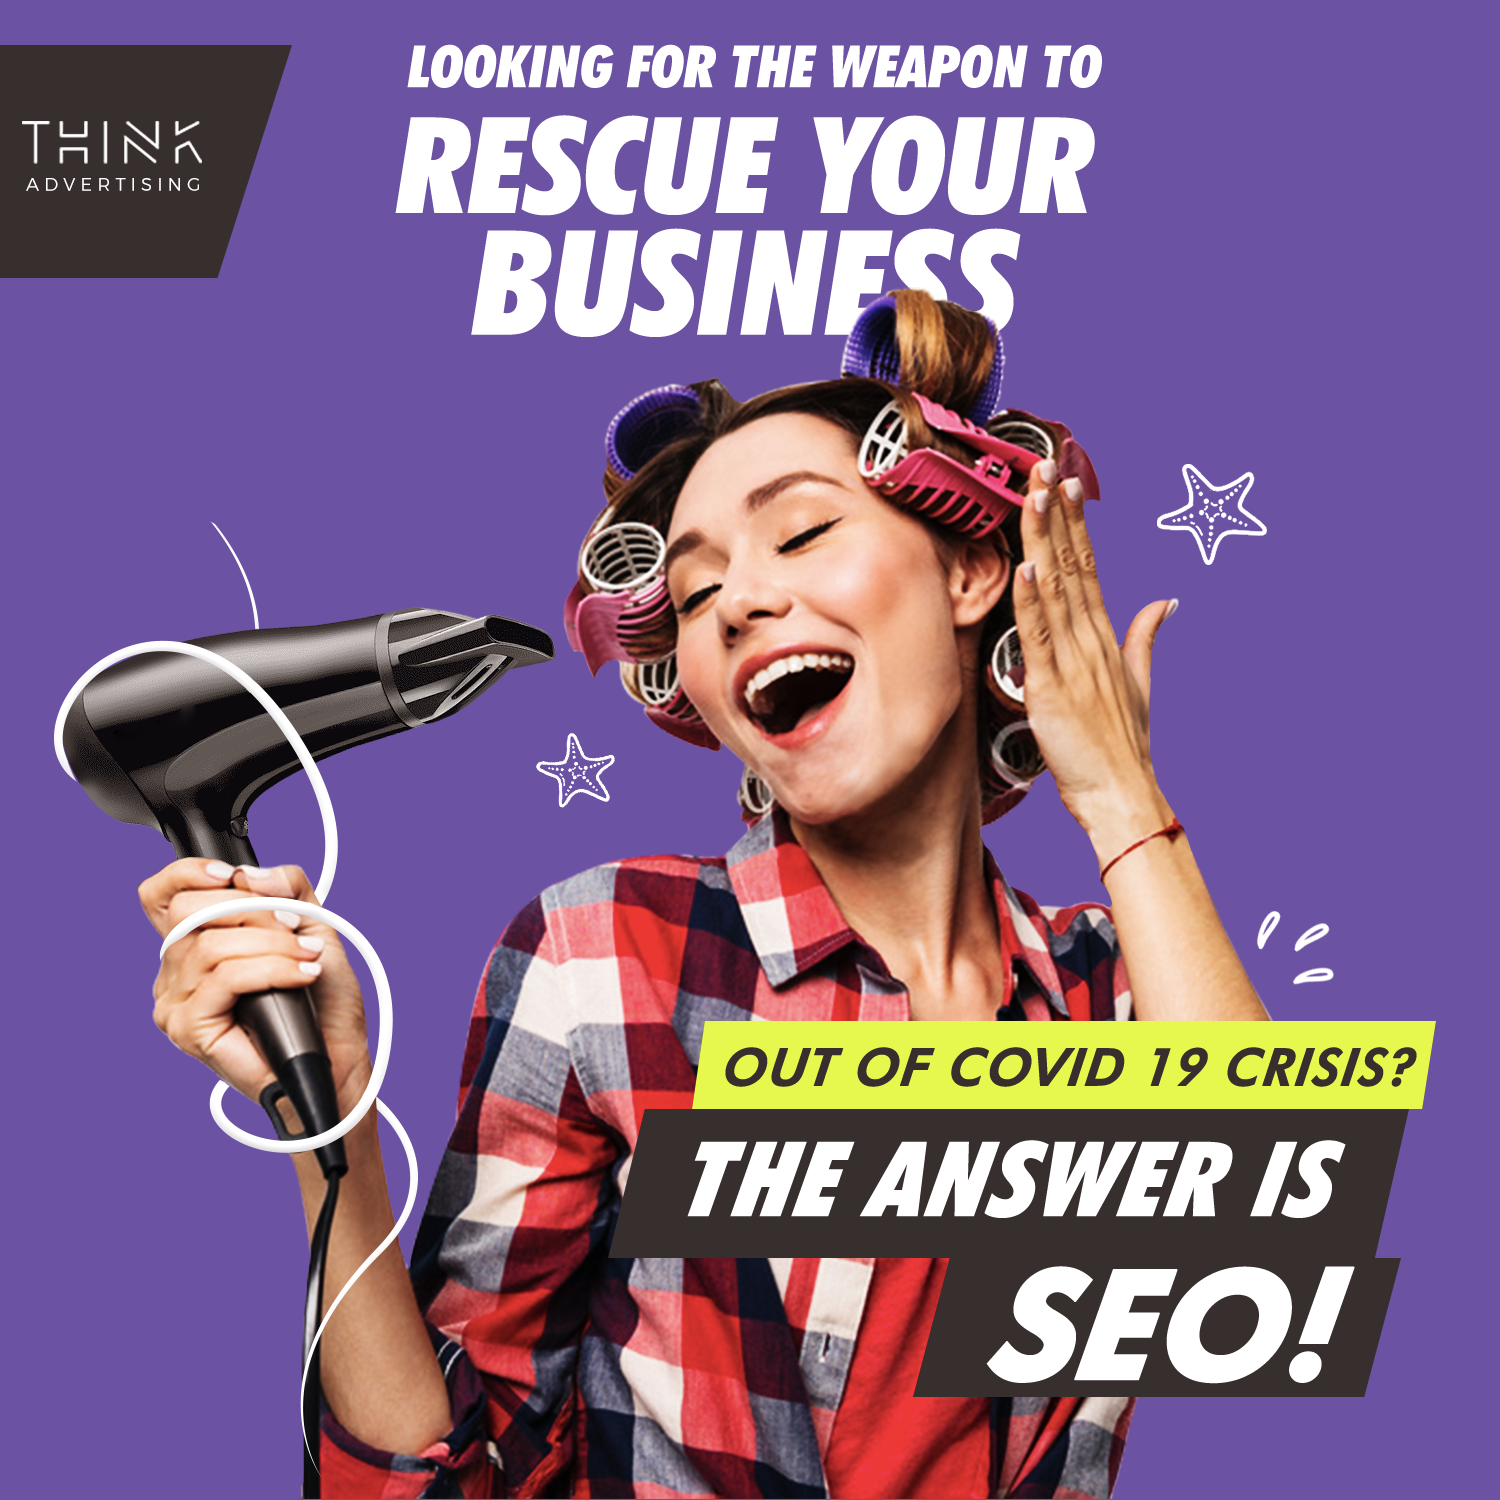 THINK
ADVERTISING
LOOKING FOR THE WEAPON TO
RESCUE YOUR
BUSINESS
OUT OF COVID 19 CRISIS?
THE ANSWER IS
SEO!